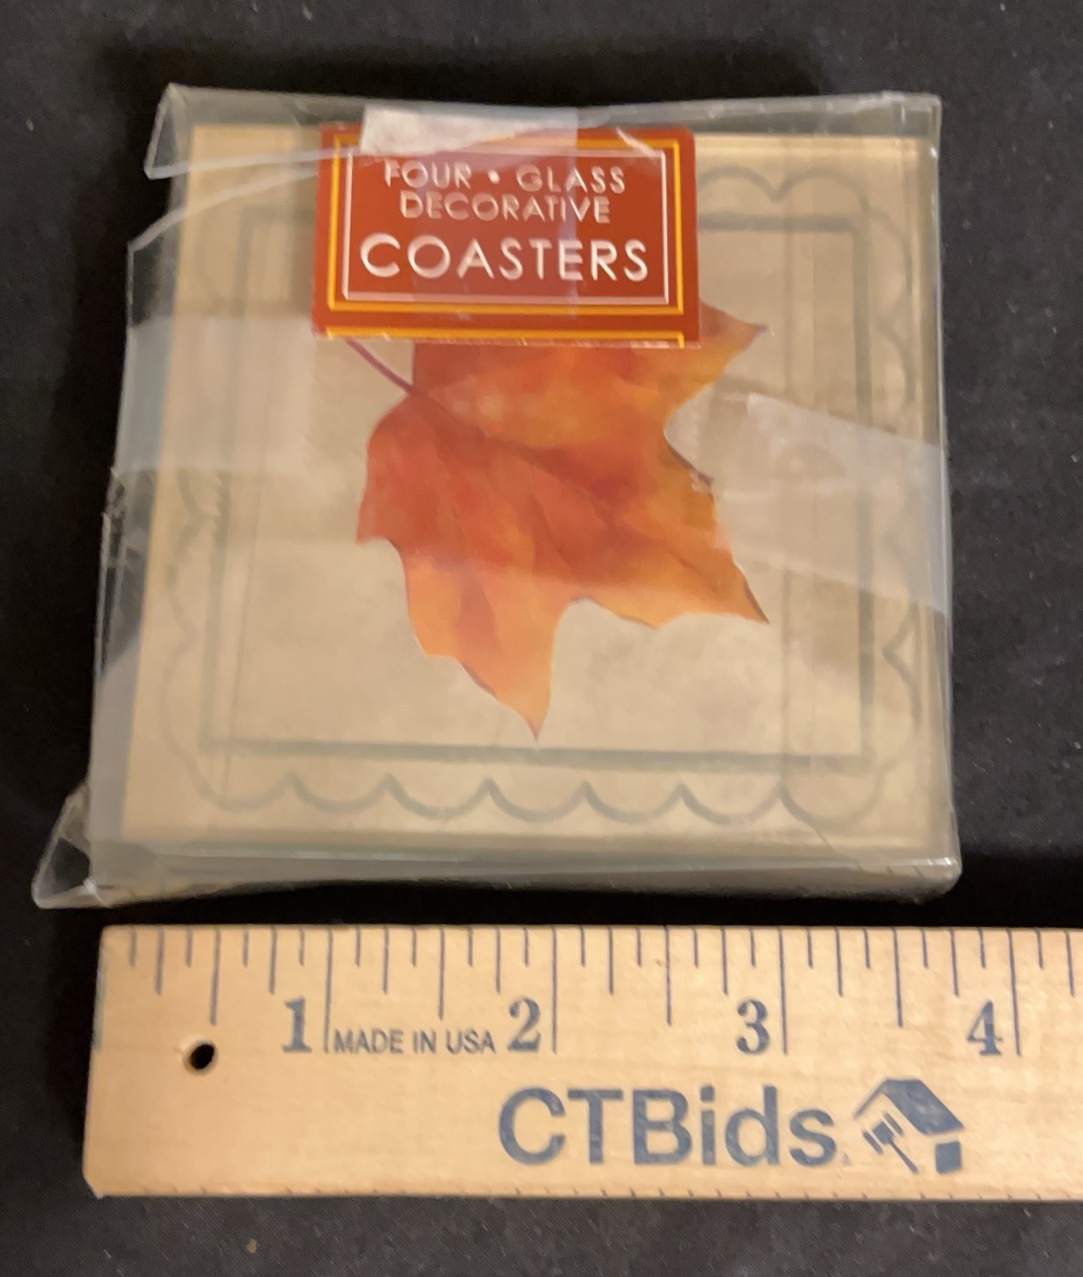 FOUR • GLASS
DECORATIVE
COASTERS
1 MADE IN USA 2 3 4
CTBids.